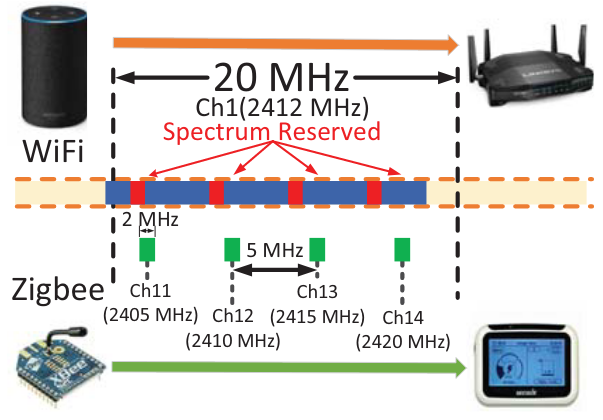 20 MHz
Ch1(2412 MHz)
Spectrum Reserved
WiFi
2 MHz
5 MHz
Zigbee
Ch11
(2405 MHz)
Ch12
(2410 MHz)
Ch13
(2415 MHz)
Ch14
(2420 MHz)